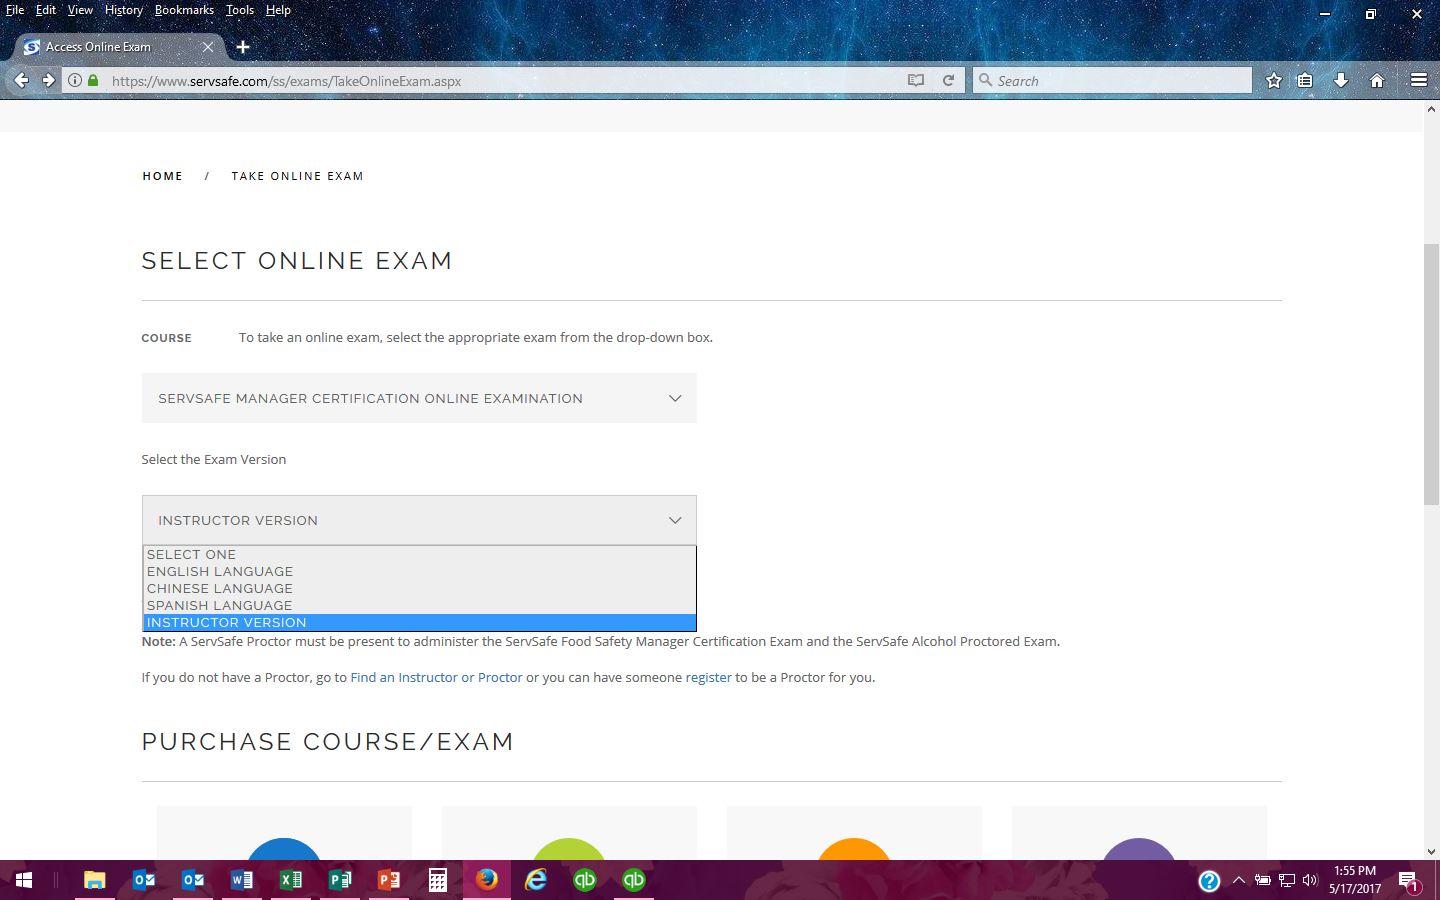 File Edit View History Bookmarks Tools Help
Access Online Exam
https://www.servsafe.com/ss/exams/TakeOnlineExam.aspx
Search
HOME / TAKE ONLINE EXAM
SELECT ONLINE EXAM
COURSE To take an online exam, select the appropriate exam from the drop-down box.
SERVSAFE MANAGER CERTIFICATION ONLINE EXAMINATION
Select the Exam Version
INSTRUCTOR VERSION
SELECT ONE
ENGLISH LANGUAGE
CHINESE LANGUAGE
SPANISH LANGUAGE
INSTRUCTOR VERSION
Note: A ServSafe Proctor must be present to administer the ServSafe Food Safety Manager Certification Exam and the ServSafe Alcohol Proctored Exam.
If you do not have a Proctor, go to Find an Instructor or Proctor or you can have someone register to be a Proctor for you.
PURCHASE COURSE/EXAM
1:55 PM
5/17/2017
1